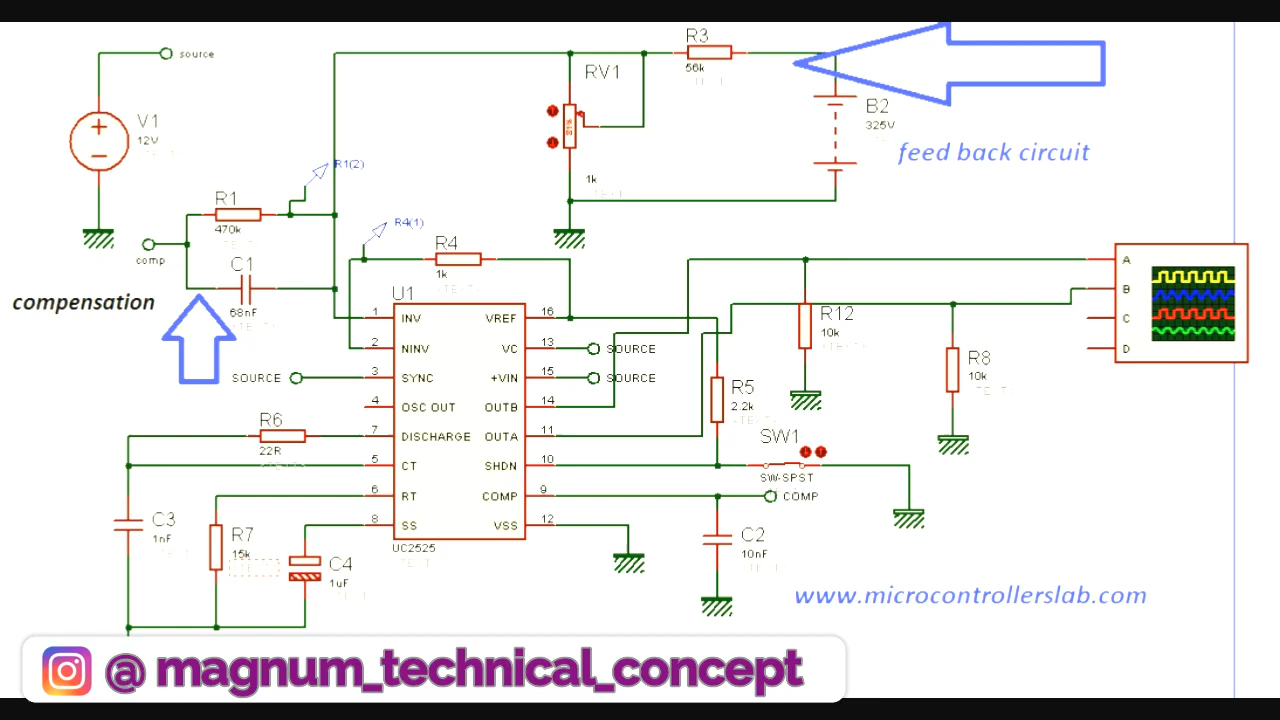 source
V1
12V
R1
470k
comp
C1
68nF
compensation
R1(2)
R4(1)
R3
56k
RV1
51%
1k
B2
325V
feed back circuit
R4
1k
U1
1 INV VREF 16
2 NINV VC 13 SOURCE
SOURCE 3 SYNC +VIN 15 SOURCE
4 OSC OUT OUTB 14
7 DISCHARGE OUTA 11
5 CT SHDN 10
6 RT COMP 9 COMP
8 SS VSS 12
UC2525
R6
22R
C3
1nF
R7
15k
C4
1uF
R5
2.2k
SW1
SW-SPST
C2
10nF
R12
10k
R8
10k
A
B
C
D
www.microcontrollerslab.com
@ magnum_technical_concept